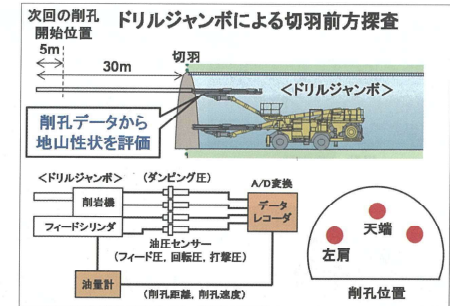 次回の削孔
開始位置
ドリルジャンボによる切羽前方探査
5m
30m
切羽
<ドリルジャンボ>
削孔データから
地山性状を評価
<ドリルジャンボ>
(ダンピング圧)
A/D変換
削岩機
フィードシリンダ
データ
レコーダ
油圧センサー
(フィード圧, 回転圧, 打撃圧)
油量計
(削孔距離, 削孔速度)
天端
左肩
削孔位置